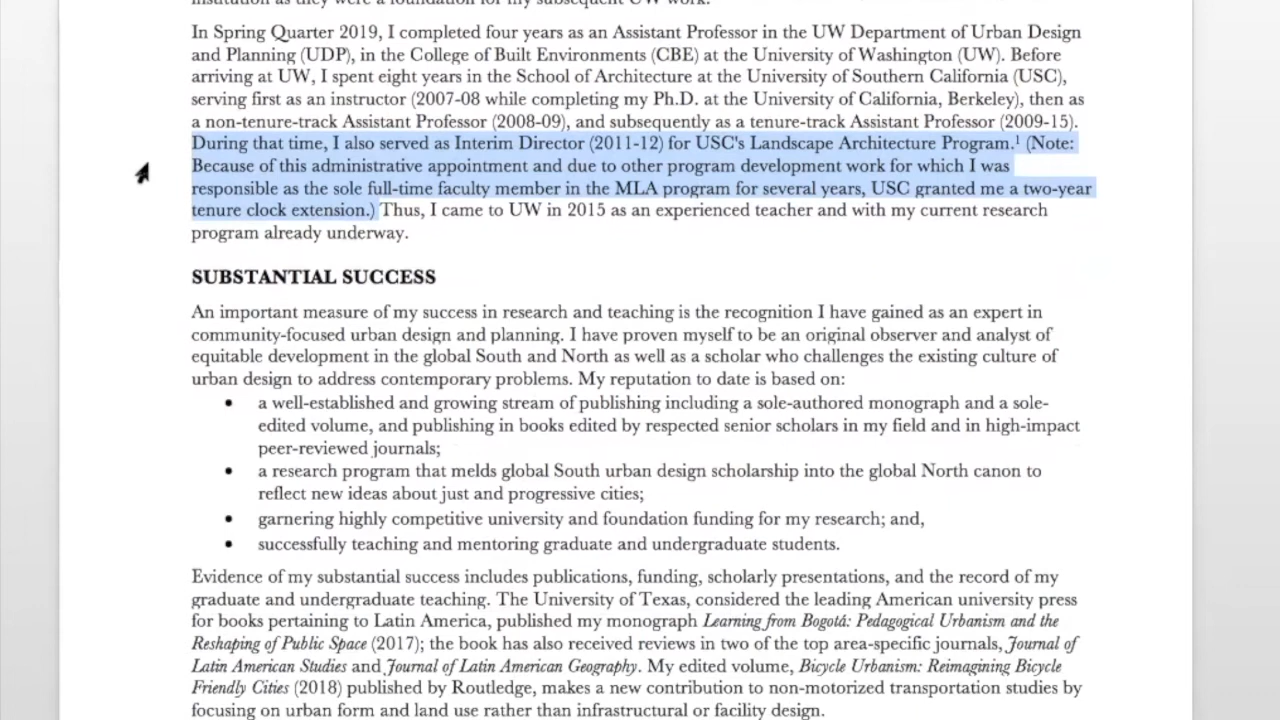 institution as they were a foundation for my subsequent UW work.
In Spring Quarter 2019, I completed four years as an Assistant Professor in the UW Department of Urban Design
and Planning (UDP), in the College of Built Environments (CBE) at the University of Washington (UW). Before
arriving at UW, I spent eight years in the School of Architecture at the University of Southern California (USC),
serving first as an instructor (2007-08 while completing my Ph.D. at the University of California, Berkeley), then as
a non-tenure-track Assistant Professor (2008-09), and subsequently as a tenure-track Assistant Professor (2009-15).
During that time, I also served as Interim Director (2011-12) for USC's Landscape Architecture Program.¹ (Note:
Because of this administrative appointment and due to other program development work for which I was
responsible as the sole full-time faculty member in the MLA program for several years, USC granted me a two-year
tenure clock extension.) Thus, I came to UW in 2015 as an experienced teacher and with my current research
program already underway.
SUBSTANTIAL SUCCESS
An important measure of my success in research and teaching is the recognition I have gained as an expert in
community-focused urban design and planning. I have proven myself to be an original observer and analyst of
equitable development in the global South and North as well as a scholar who challenges the existing culture of
urban design to address contemporary problems. My reputation to date is based on:
• a well-established and growing stream of publishing including a sole-authored monograph and a sole-
edited volume, and publishing in books edited by respected senior scholars in my field and in high-impact
peer-reviewed journals;
• a research program that melds global South urban design scholarship into the global North canon to
reflect new ideas about just and progressive cities;
• garnering highly competitive university and foundation funding for my research; and,
• successfully teaching and mentoring graduate and undergraduate students.
Evidence of my substantial success includes publications, funding, scholarly presentations, and the record of my
graduate and undergraduate teaching. The University of Texas, considered the leading American university press
for books pertaining to Latin America, published my monograph Learning from Bogotá: Pedagogical Urbanism and the
Reshaping of Public Space (2017); the book has also received reviews in two of the top area-specific journals, Journal of
Latin American Studies and Journal of Latin American Geography. My edited volume, Bicycle Urbanism: Reimagining Bicycle
Friendly Cities (2018) published by Routledge, makes a new contribution to non-motorized transportation studies by
focusing on urban form and land use rather than infrastructural or facility design.